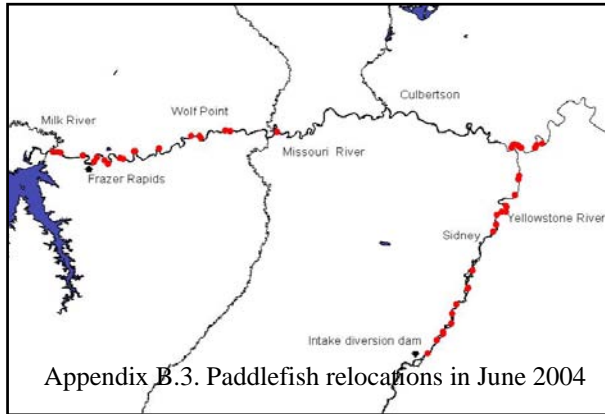 Culbertson
Wolf Point
Milk River
Missouri River
Frazer Rapids
Yellowstone River
Sidney
Intake diversion dam
Appendix B.3. Paddlefish relocations in June 2004